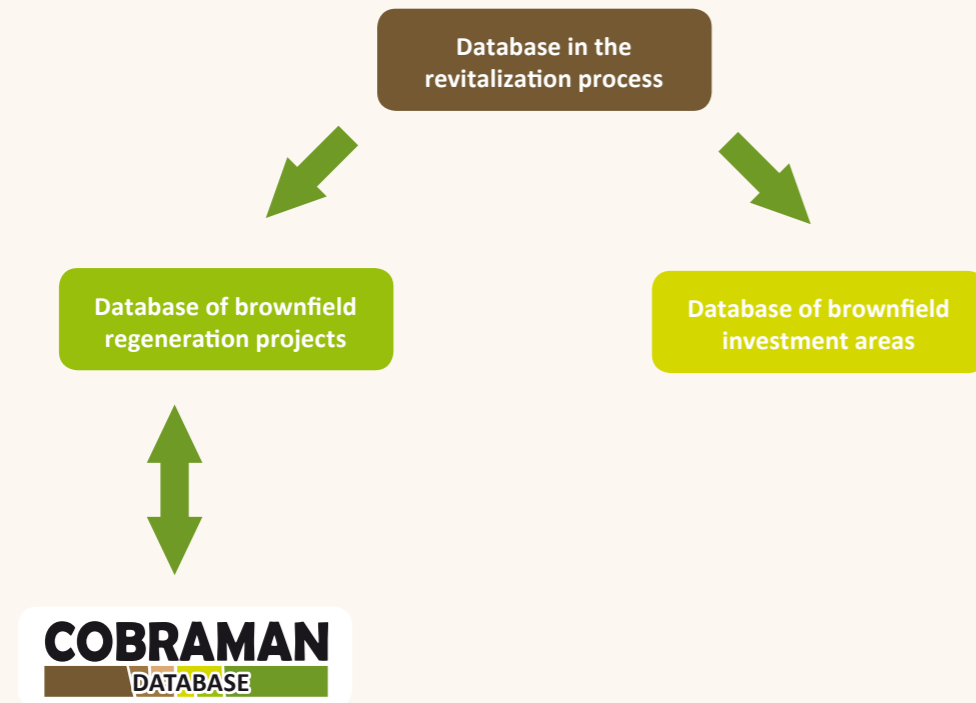 Database in the
revitalization process
Database of brownfield
regeneration projects
Database of brownfield
investment areas
COBRAMAN
DATABASE